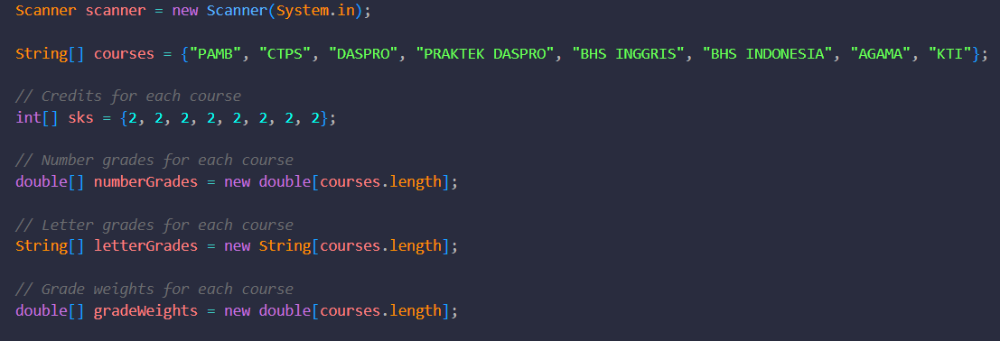 Scanner scanner = new Scanner(System.in);
String[] courses = {"PAMB", "CTPS", "DASPRO", "PRAKTEK DASPRO", "BHS INGGRIS", "BHS INDONESIA", "AGAMA", "KTI"};
// Credits for each course
int[] sks = {2, 2, 2, 2, 2, 2, 2, 2};
// Number grades for each course
double[] numberGrades = new double[courses.length];
// Letter grades for each course
String[] letterGrades = new String[courses.length];
// Grade weights for each course
double[] gradeWeights = new double[courses.length];